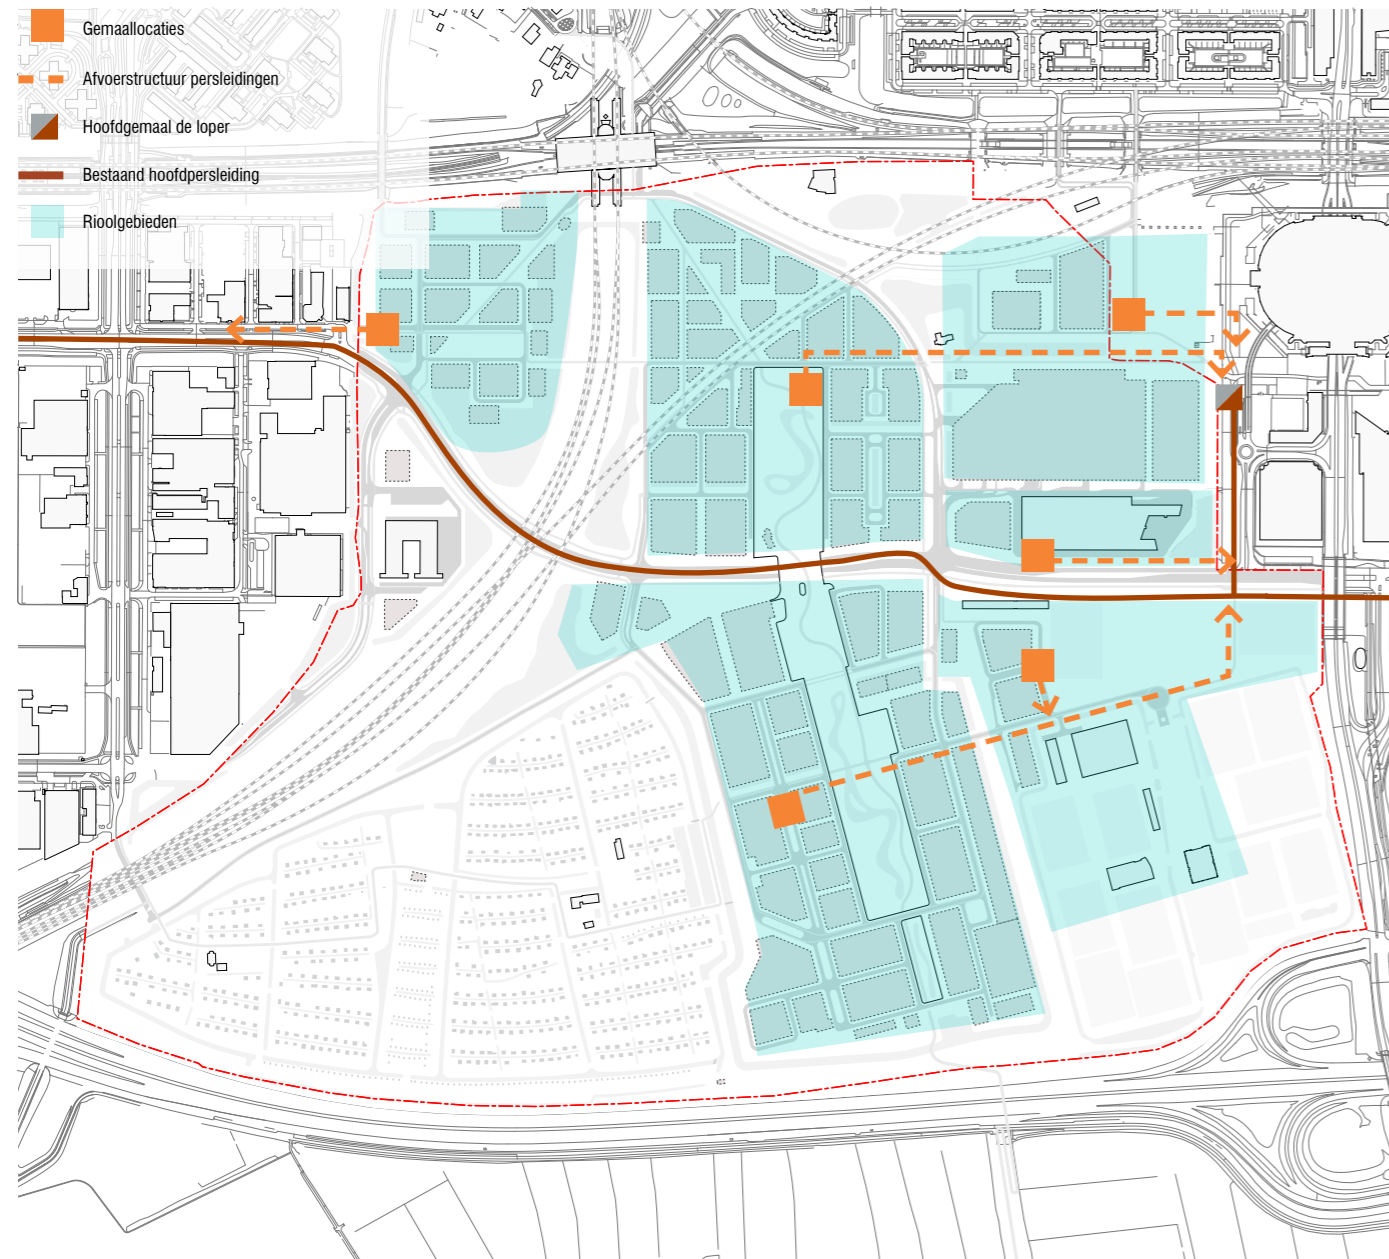 Gemaallocaties
Afvoerstructuur persleidingen
Hoofdgemaal de loper
Bestaand hoofdpersleiding
Rioolgebieden